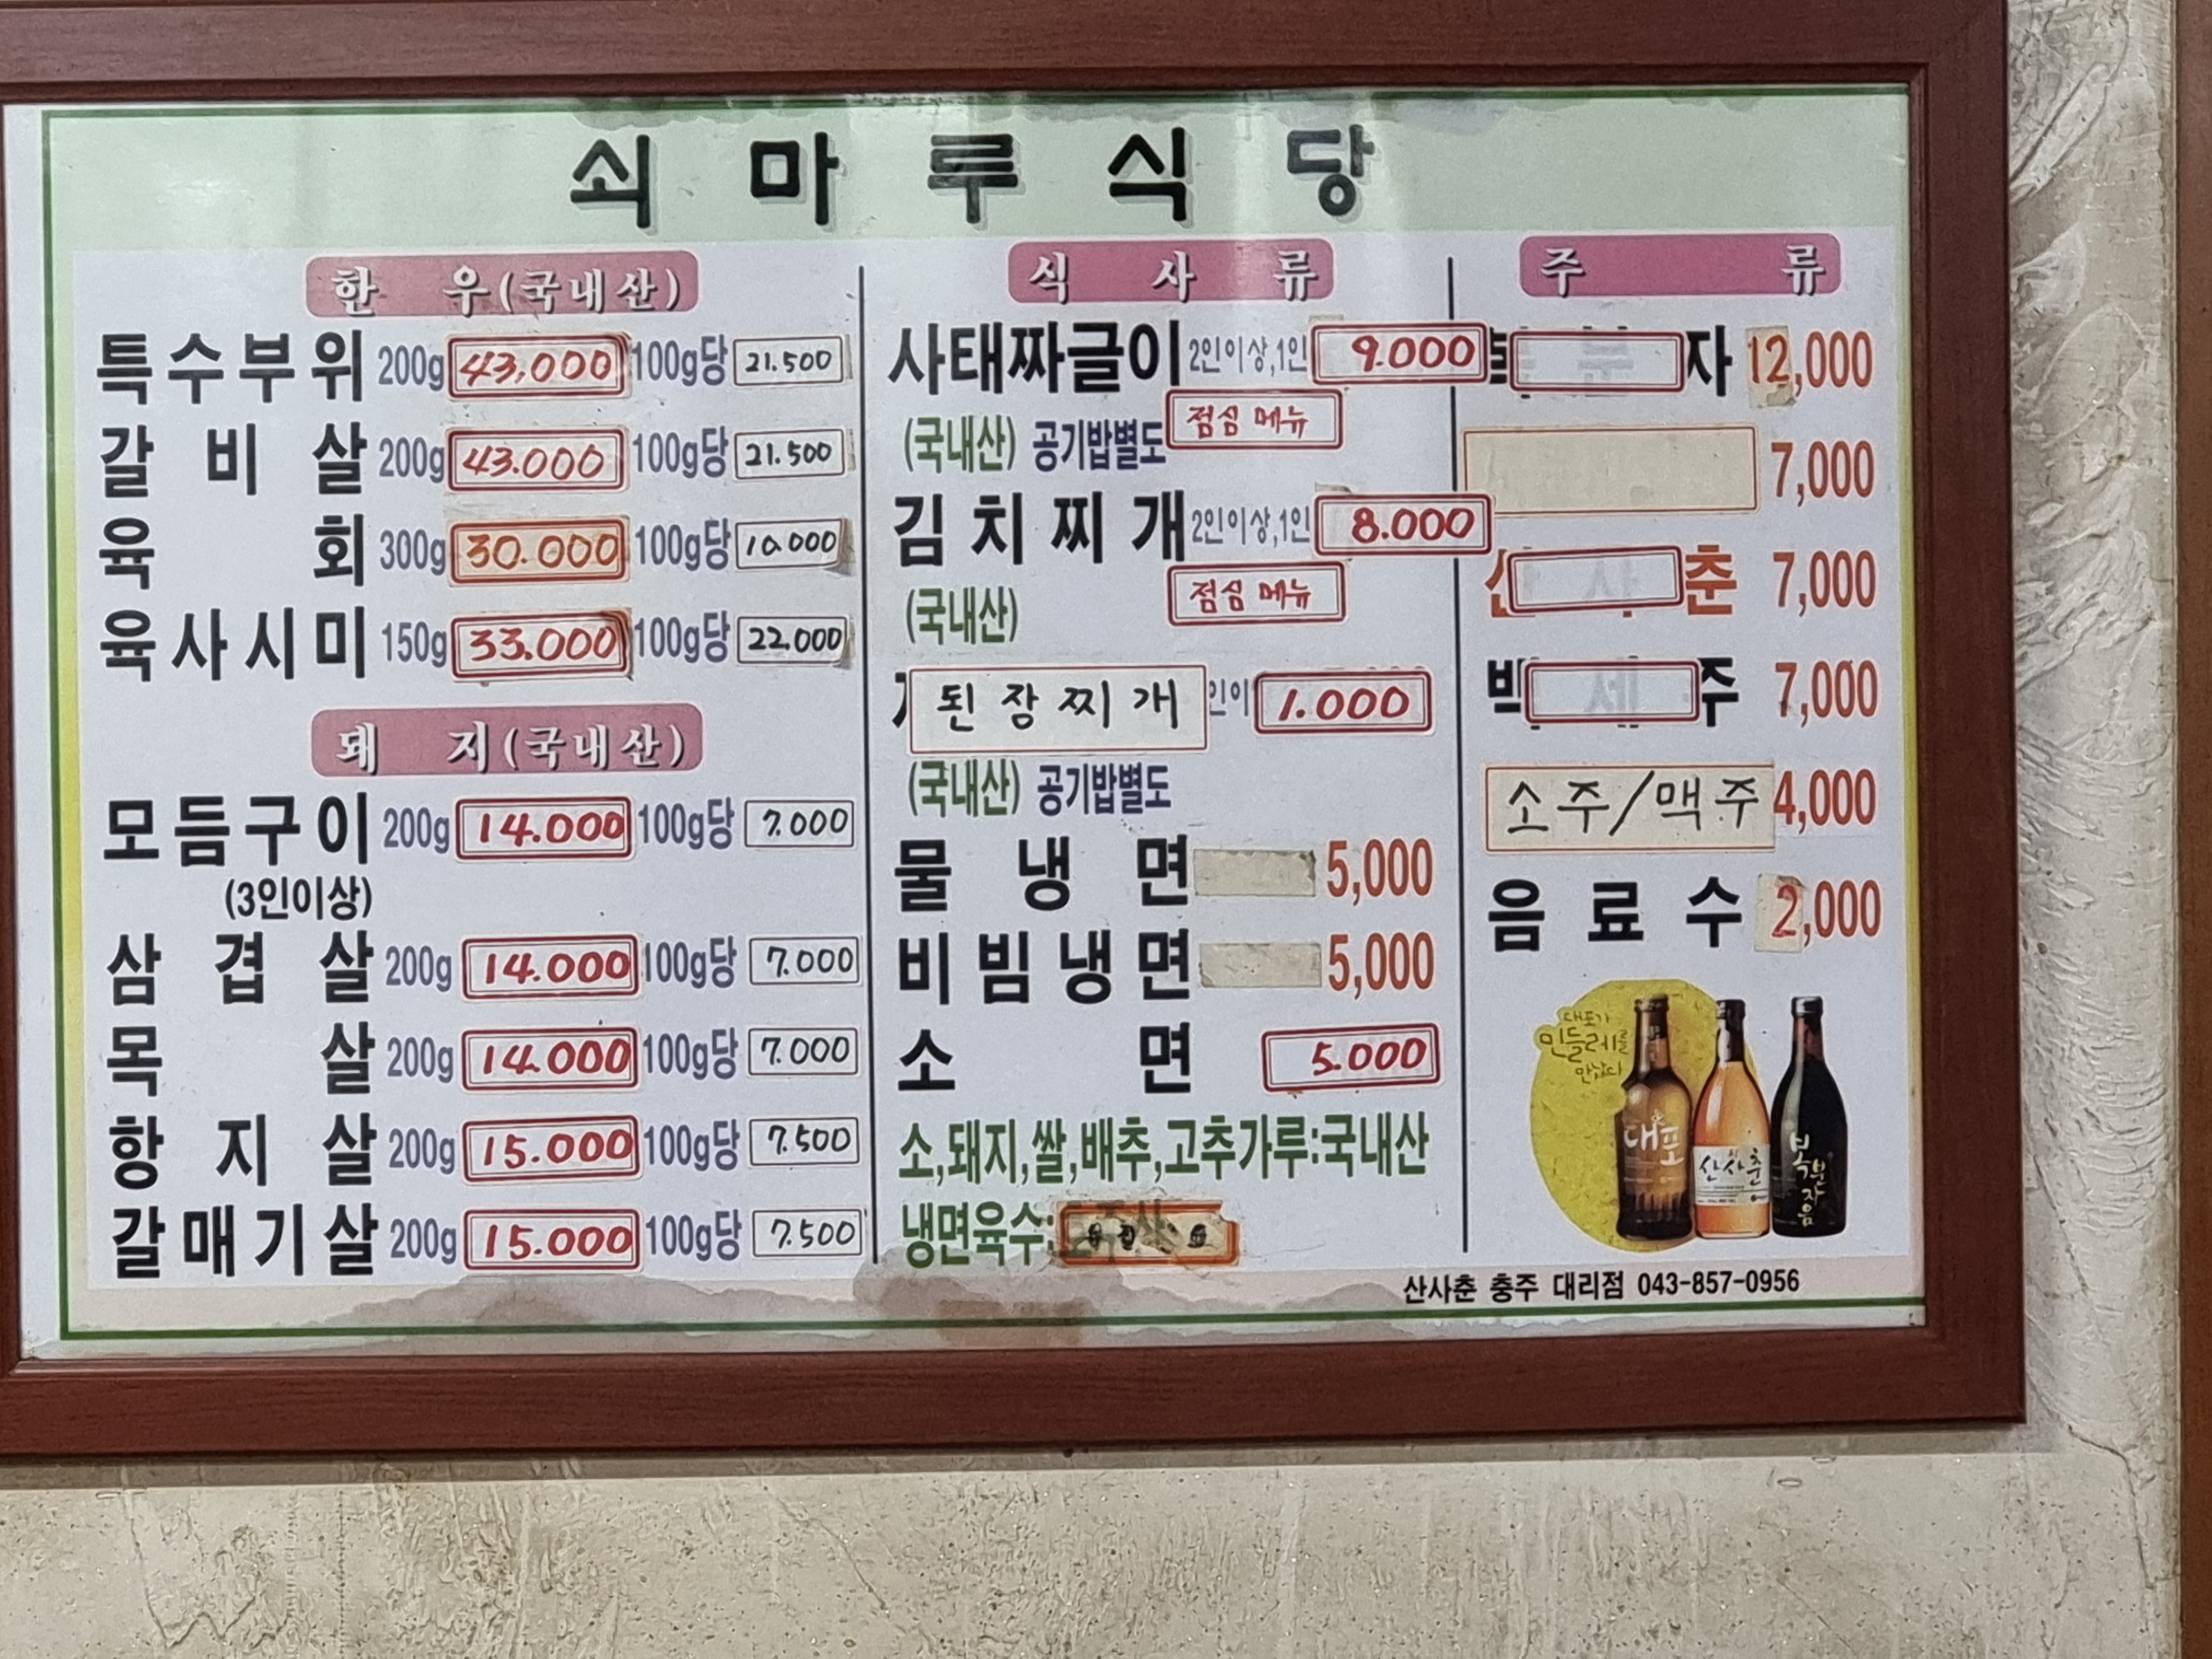 쇠마루식당
한우(국내산)
특수부위 200g 43,000 100g당 21.500
갈비살 200g 43.000 100g당 21.500
육회 300g 30.000 100g당 10.000
육사시미 150g 33.000 100g당 22.000
돼지(국내산)
모듬구이 200g 14.000 100g당 7.000
(3인이상)
삼겹살 200g 14.000 100g당 7.000
목살 200g 14.000 100g당 7.000
항지살 200g 15.000 100g당 7.500
갈매기살 200g 15.000 100g당 7.500
식사류
사태짜글이 2인이상,1인 9.000
(국내산) 공기밥별도 점심 메뉴
김치찌개 2인이상,1인 8.000
(국내산) 점심 메뉴
된장찌개 인이 1.000
(국내산) 공기밥별도
물냉면 5,000
비빔냉면 5,000
소면 5.000
소,돼지,쌀,배추,고추가루:국내산
냉면육수:
주류
자 12,000
7,000
춘 7,000
주 7,000
소주/맥주 4,000
음료수 2,000
대포가
민들레를
만났다
대포
산사춘
복분자음
산사춘 충주 대리점 043-857-0956